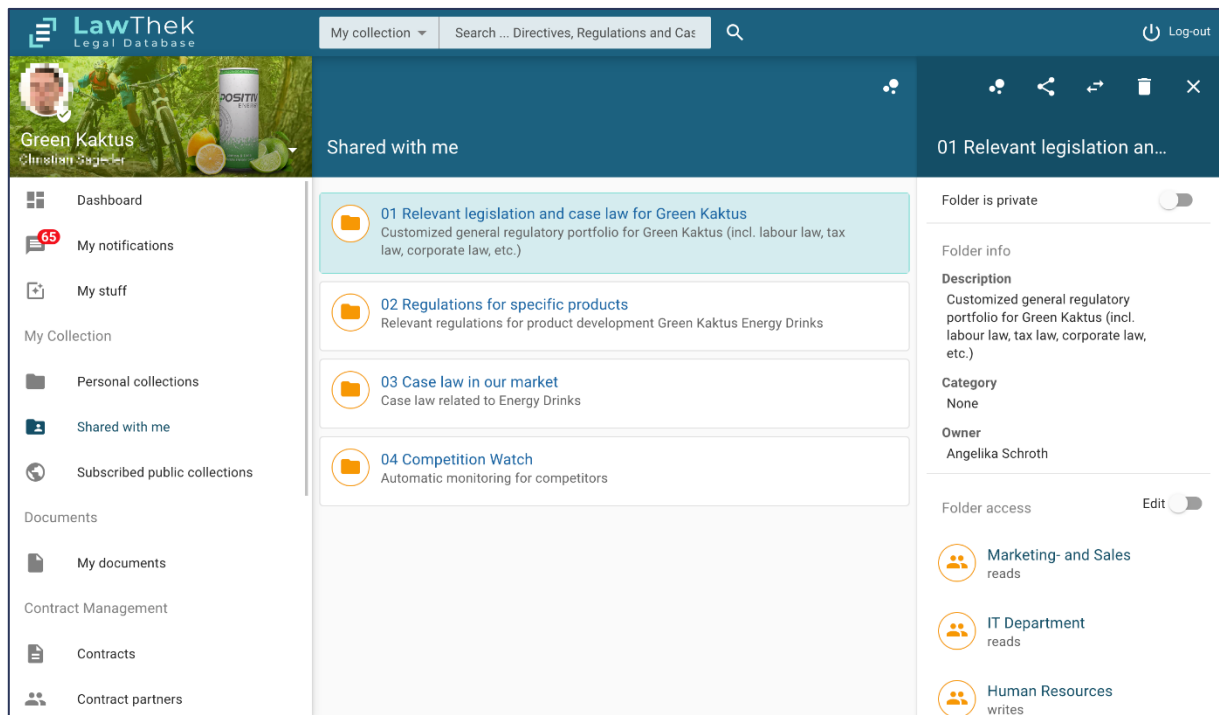 LawThek
Legal Database
My collection
Search ... Directives, Regulations and Cas
Log-out
POSITIV
Green Kaktus
Dashboard
65
My notifications
My stuff
My Collection
Personal collections
Shared with me
Subscribed public collections
Documents
My documents
Contract Management
Contracts
Contract partners
Shared with me
01 Relevant legislation and case law for Green Kaktus
Customized general regulatory portfolio for Green Kaktus (incl. labour law, tax
law, corporate law, etc.)
02 Regulations for specific products
Relevant regulations for product development Green Kaktus Energy Drinks
03 Case law in our market
Case law related to Energy Drinks
04 Competition Watch
Automatic monitoring for competitors
01 Relevant legislation an...
Folder is private
Folder info
Description
Customized general regulatory
portfolio for Green Kaktus (incl.
labour law, tax law, corporate law,
etc.)
Category
None
Owner
Angelika Schroth
Folder access
Edit
Marketing- and Sales
reads
IT Department
reads
Human Resources
writes